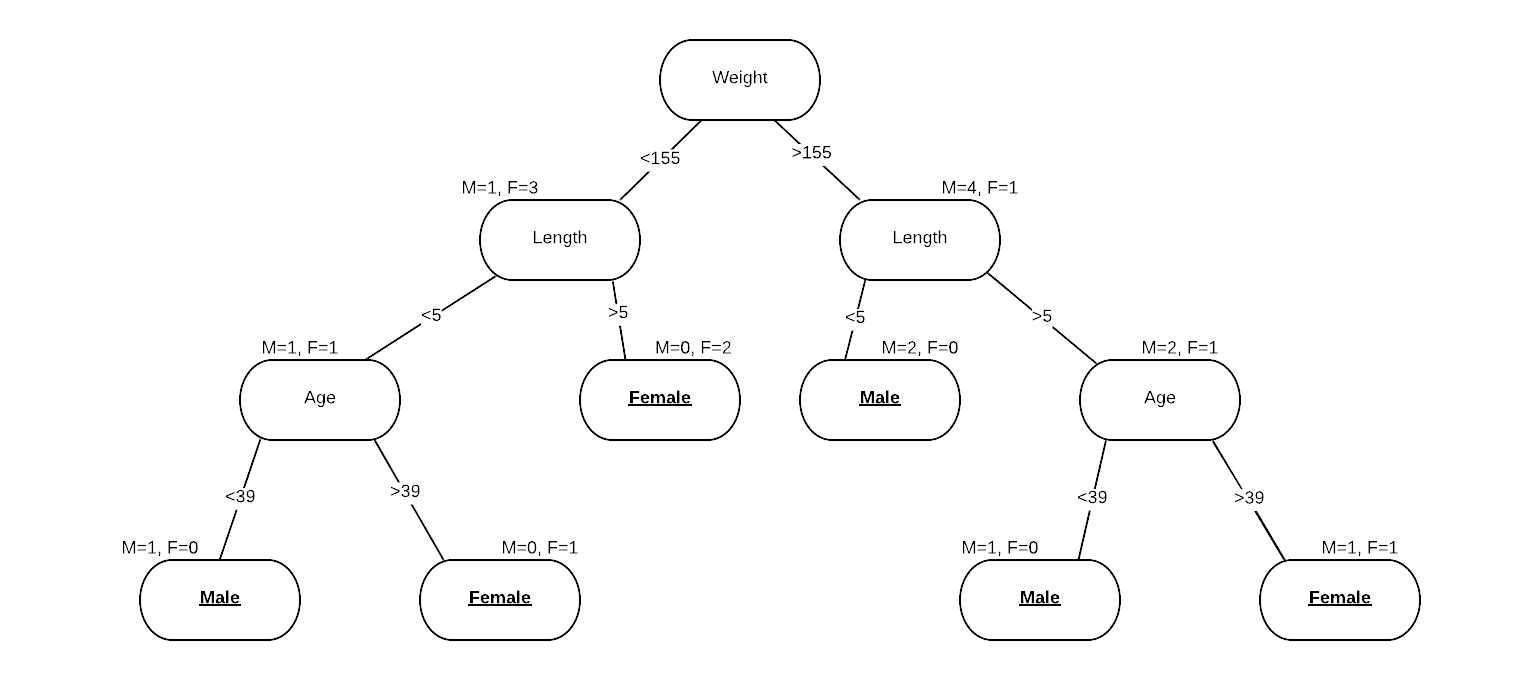 Weight
<155
>155
M=1, F=3
M=4, F=1
Length
Length
<5
>5
<5
>5
M=1, F=1
M=0, F=2
M=2, F=0
M=2, F=1
Age
Female
Male
Age
<39
>39
<39
>39
M=1, F=0
M=0, F=1
M=1, F=0
M=1, F=1
Male
Female
Male
Female